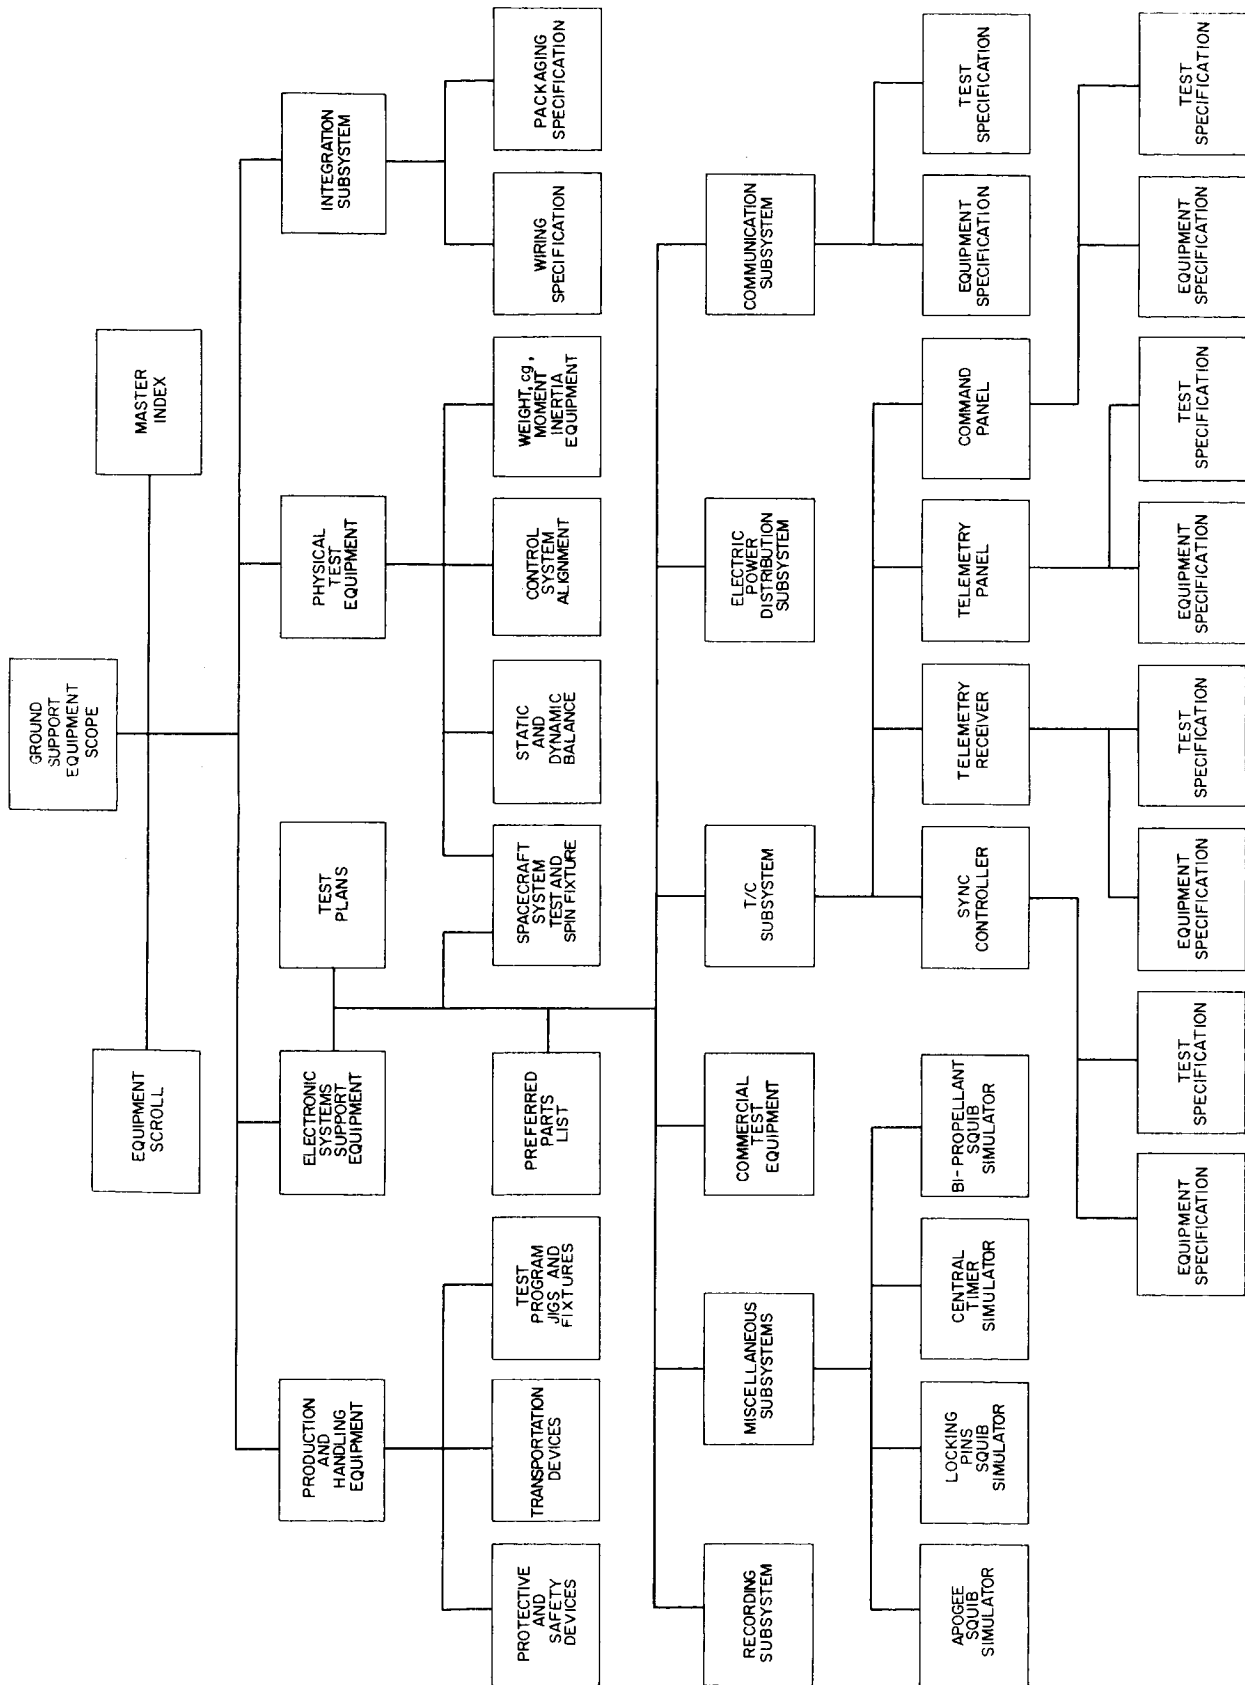 GROUND
SUPPORT
EQUIPMENT
SCOPE
EQUIPMENT
SCROLL
MASTER
INDEX
PRODUCTION
AND
HANDLING
EQUIPMENT
ELECTRONIC
SYSTEMS
SUPPORT
EQUIPMENT
TEST
PLANS
PHYSICAL
TEST
EQUIPMENT
INTEGRATION
SUBSYSTEM
PROTECTIVE
AND
SAFETY
DEVICES
TRANSPORTATION
DEVICES
TEST
PROGRAM
JIGS AND
FIXTURES
PREFERRED
PARTS
LIST
SPACECRAFT
SYSTEM
TEST AND
SPIN FIXTURE
STATIC
AND
DYNAMIC
BALANCE
CONTROL
SYSTEM
ALIGNMENT
WEIGHT, cg,
MOMENT
INERTIA
EQUIPMENT
WIRING
SPECIFICATION
PACKAGING
SPECIFICATION
RECORDING
SUBSYSTEM
MISCELLANEOUS
SUBSYSTEMS
COMMERCIAL
TEST
EQUIPMENT
T/C
SUBSYSTEM
ELECTRIC
POWER
DISTRIBUTION
SUBSYSTEM
COMMUNICATION
SUBSYSTEM
APOGEE
SQUIB
SIMULATOR
LOCKING
PINS
SQUIB
SIMULATOR
CENTRAL
TIMER
SIMULATOR
BI-PROPELLANT
SQUIB
SIMULATOR
SYNC
CONTROLLER
TELEMETRY
RECEIVER
TELEMETRY
PANEL
COMMAND
PANEL
EQUIPMENT
SPECIFICATION
TEST
SPECIFICATION
EQUIPMENT
SPECIFICATION
TEST
SPECIFICATION
EQUIPMENT
SPECIFICATION
TEST
SPECIFICATION
EQUIPMENT
SPECIFICATION
TEST
SPECIFICATION
EQUIPMENT
SPECIFICATION
TEST
SPECIFICATION